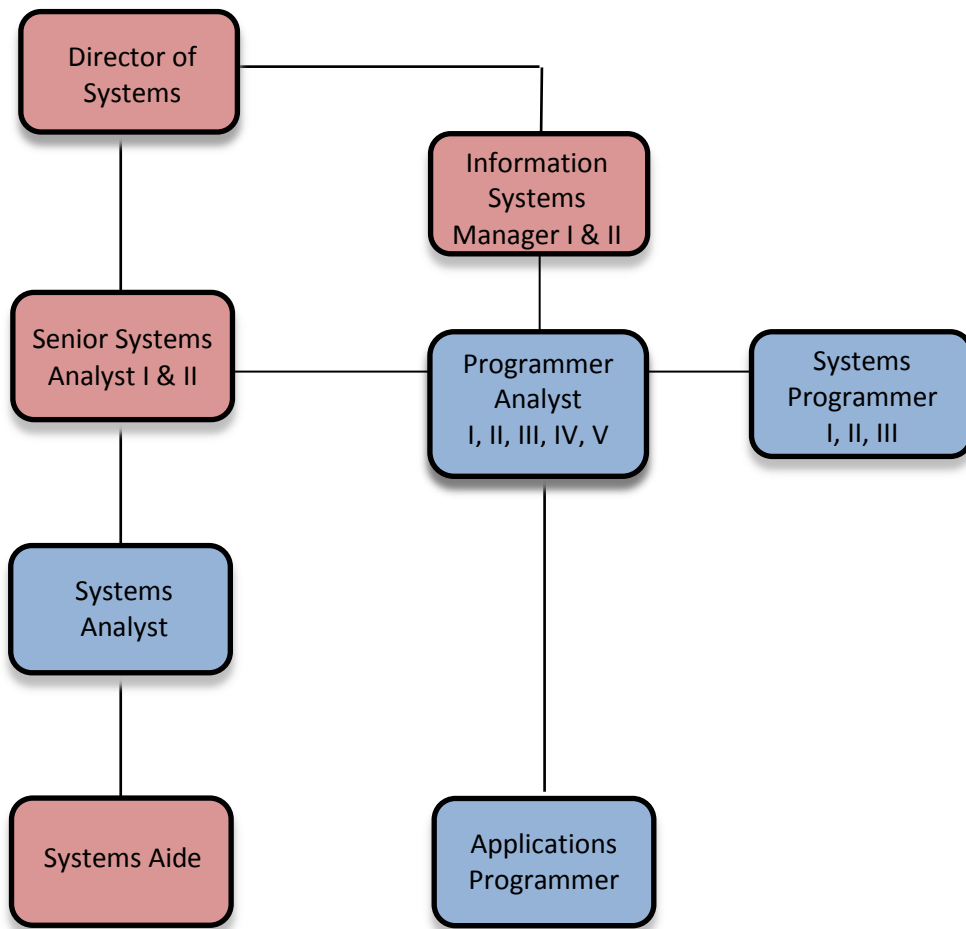 Director of
Systems
Information
Systems
Manager I & II
Senior Systems
Analyst I & II
Programmer
Analyst
I, II, III, IV, V
Systems
Programmer
I, II, III
Systems
Analyst
Systems Aide
Applications
Programmer